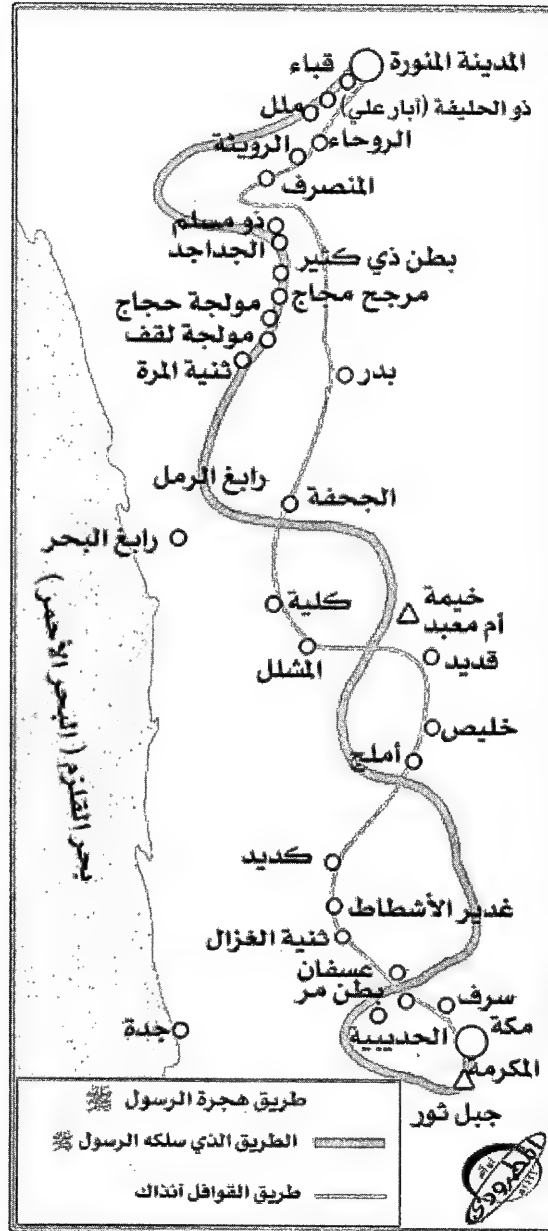 المدينة المنورة
قباء
ذو الحليفة (آبار علي)
ملل
الروحاء
الرويثة
المنصرف
ذو مسلم
الجداجد
بطن ذي كثير
مرجح مجاج
مولجة حجاج
مولجة لقف
ثنية المرة
بدر
رابغ الرمل
الجحفة
رابغ البحر
كلية
خيمة
أم معبد
المشلل
قديد
خليص
أملج
بحر القلزم (البحر الأحمر)
كديد
غدير الأشطاط
ثنية الغزال
عسفان
بطن مر
سرف
الحديبية
مكة
المكرمة
جدة
جبل ثور
طريق هجرة الرسول ﷺ
الطريق الذي سلكه الرسول ﷺ
طريق القوافل آنذاك